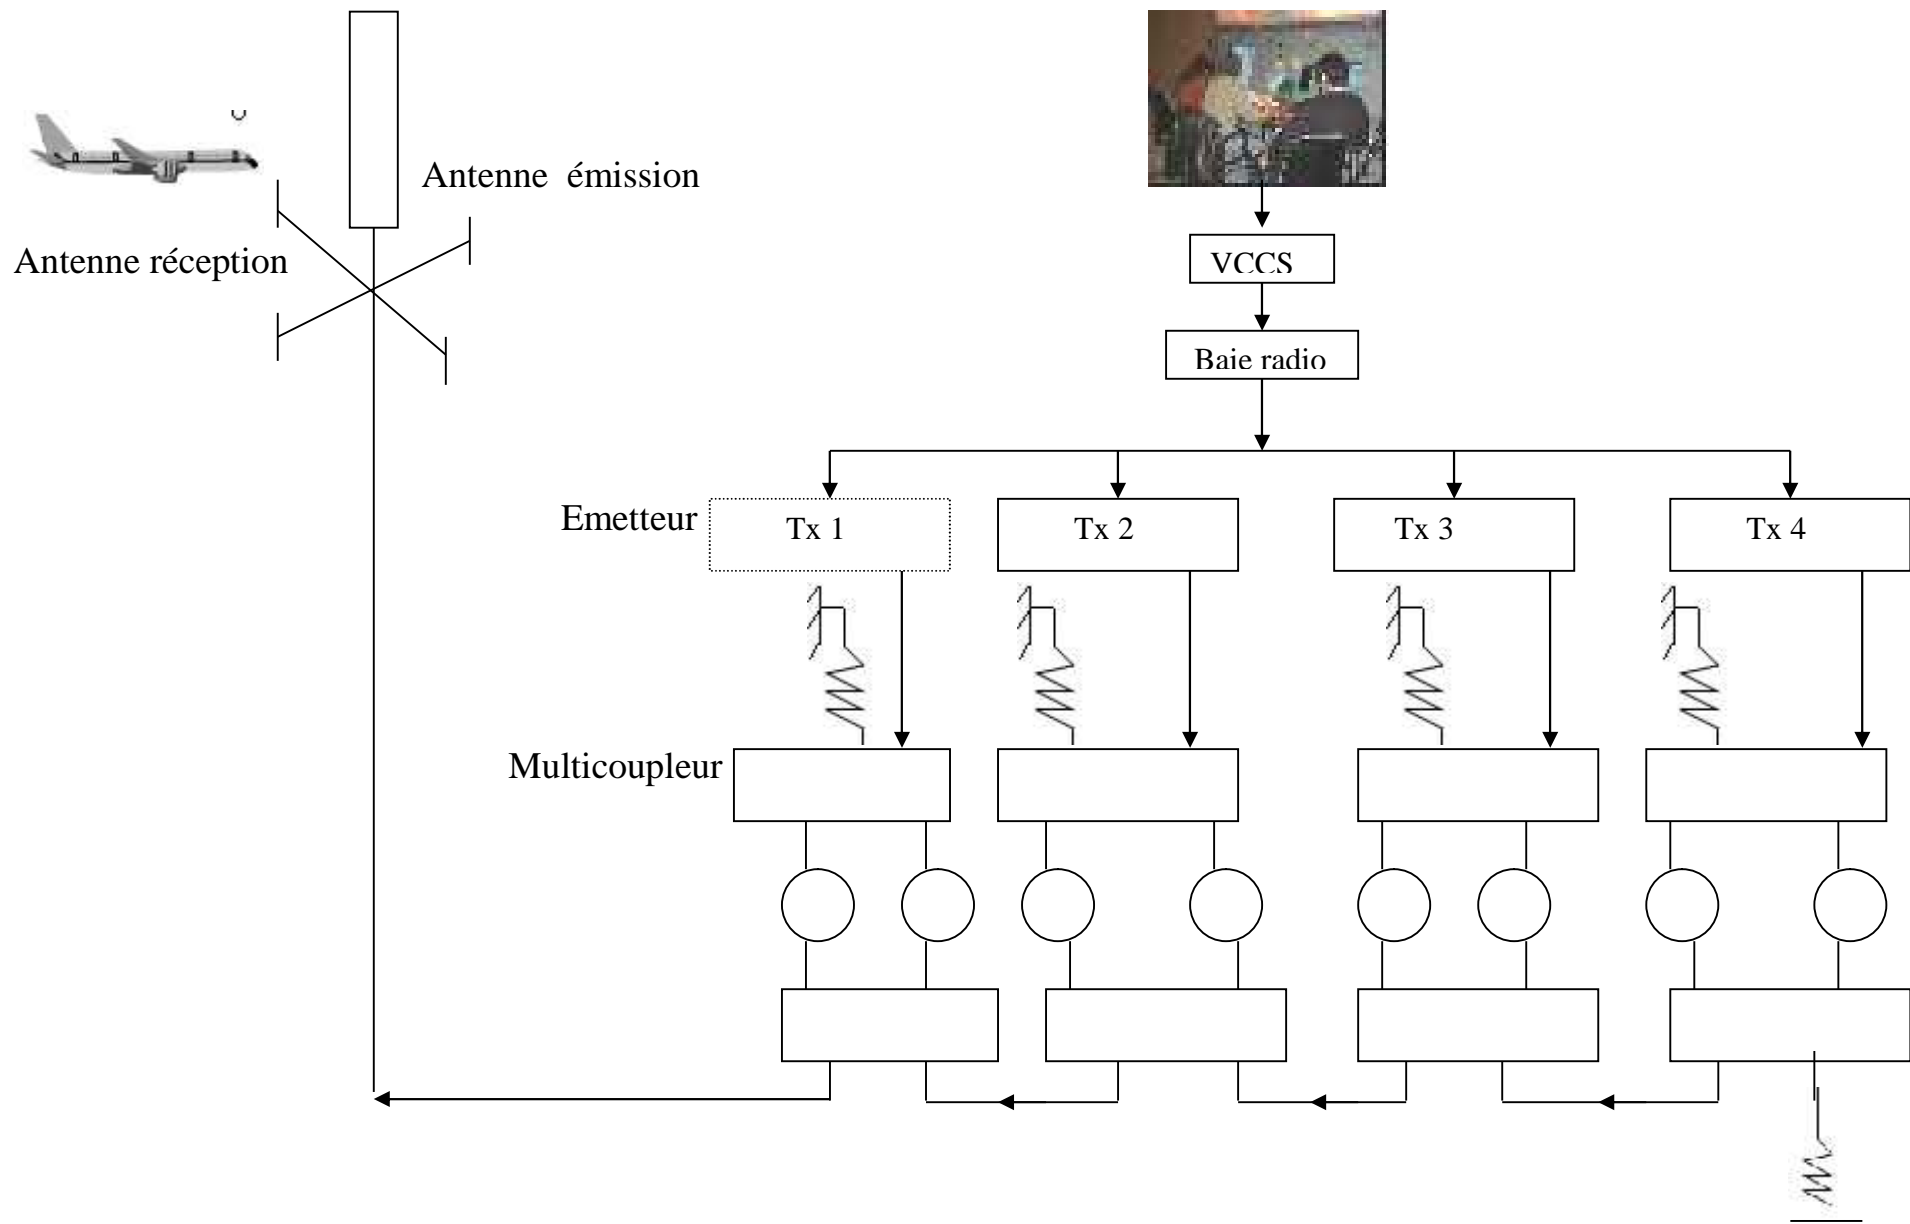 Antenne émission
Antenne réception
VCCS
Baie radio
Emetteur
Tx 1
Tx 2
Tx 3
Tx 4
Multicoupleur